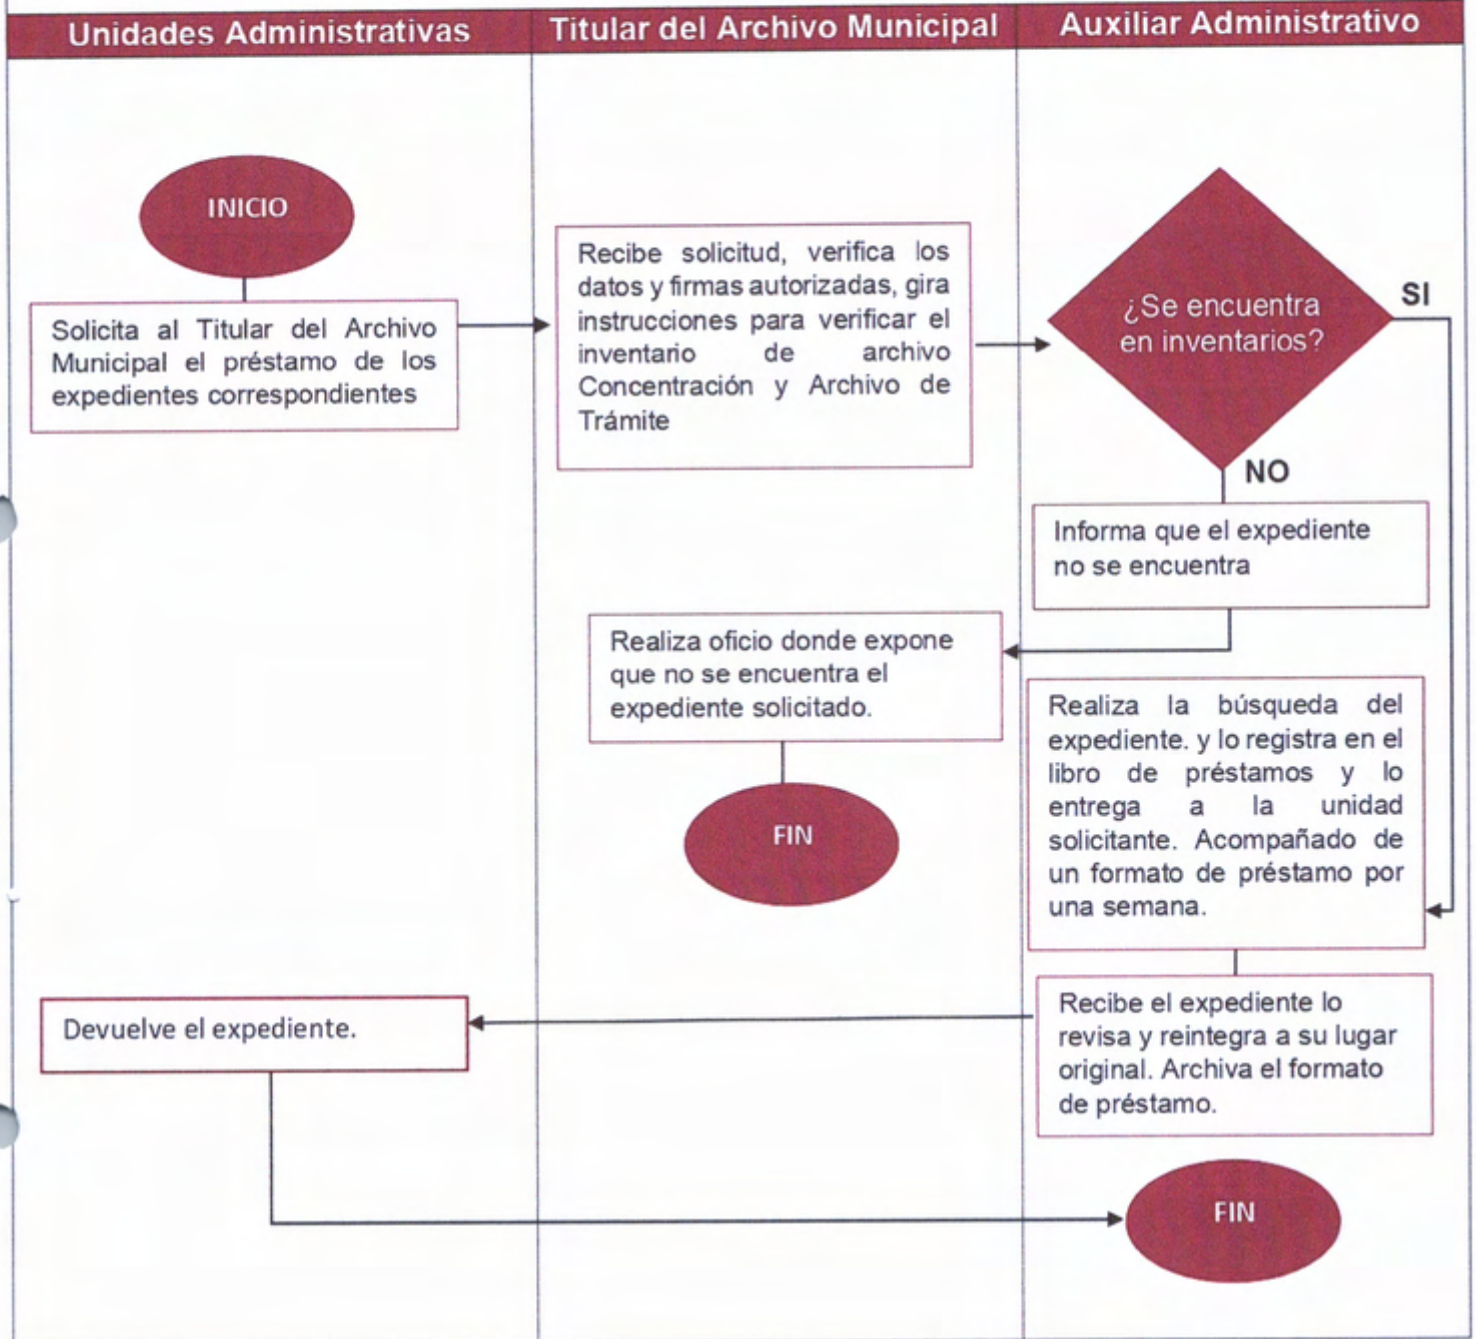 Unidades Administrativas
Titular del Archivo Municipal
Auxiliar Administrativo
INICIO
Solicita al Titular del Archivo
Municipal el préstamo de los
expedientes correspondientes
Recibe solicitud, verifica los
datos y firmas autorizadas, gira
instrucciones para verificar el
inventario de archivo
Concentración y Archivo de
Trámite
¿Se encuentra
en inventarios?
SI
NO
Informa que el expediente
no se encuentra
Realiza oficio donde expone
que no se encuentra el
expediente solicitado.
FIN
Realiza la búsqueda del
expediente. y lo registra en el
libro de préstamos y lo
entrega a la unidad
solicitante. Acompañado de
un formato de préstamo por
una semana.
Recibe el expediente lo
revisa y reintegra a su lugar
original. Archiva el formato
de préstamo.
Devuelve el expediente.
FIN